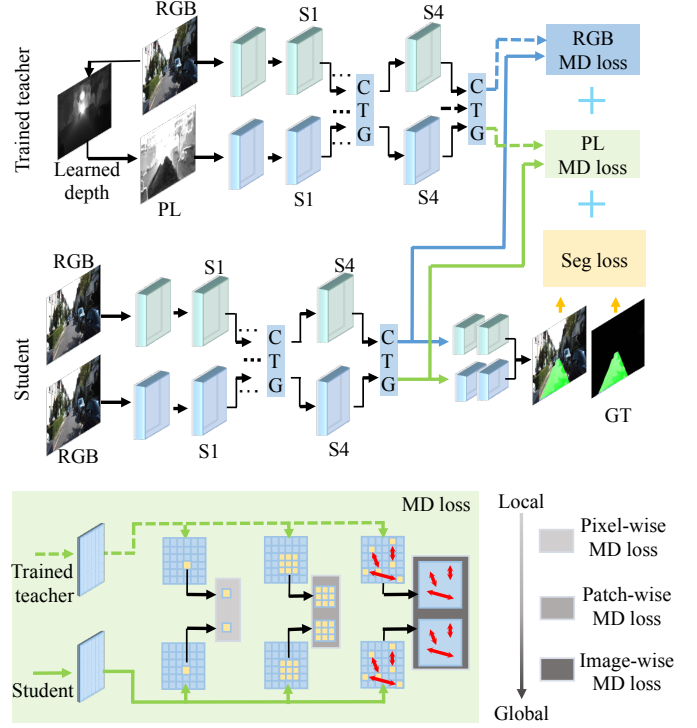 RGB
S1
S4
RGB
MD loss
C
T
G
C
T
G
Trained teacher
Learned
depth
PL
S1
S4
PL
MD loss
RGB
S1
S4
Seg loss
C
T
G
C
T
G
Student
RGB
S1
S4
GT
MD loss
Local
Trained
teacher
Pixel-wise
MD loss
Patch-wise
MD loss
Student
Image-wise
MD loss
Global